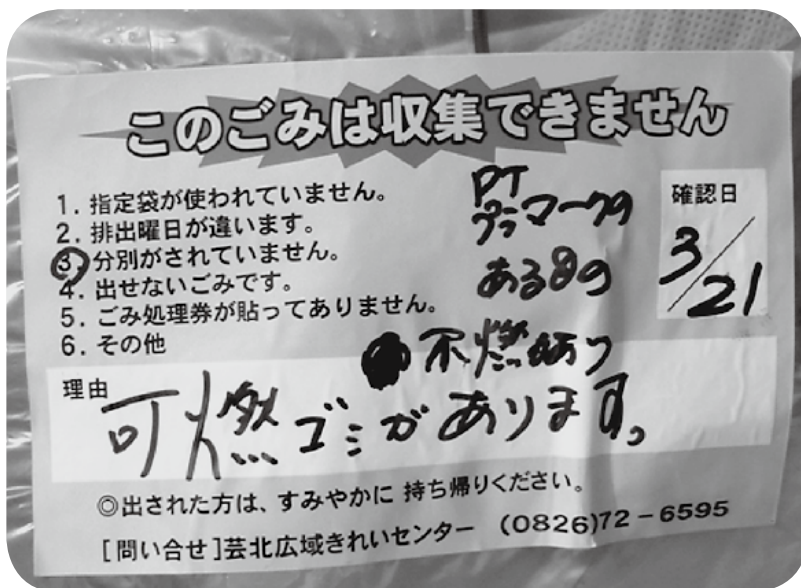 このごみは収集できません
1. 指定袋が使われていません。
2. 排出曜日が違います。
3. 分別がされていません。
4. 出せないごみです。
5. ごみ処理券が貼ってありません。
6. その他
プラマークの
ある
確認日
3/21
不燃あり
理由
可燃ゴミがあります。
◎出された方は、すみやかに 持ち帰りください。
[問い合せ]芸北広域きれいセンター (0826)72-6595